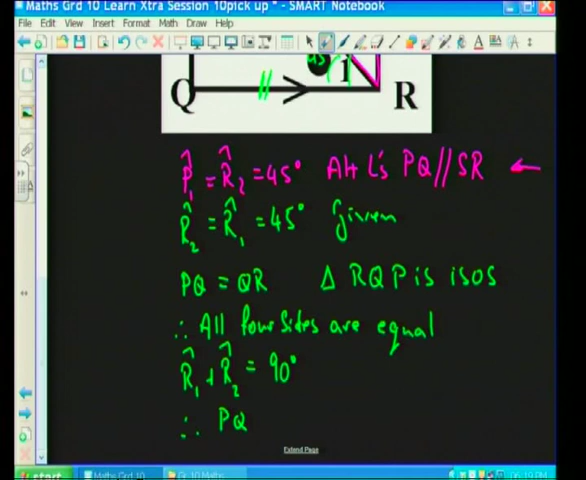 Maths Grd 10 Learn Xtra Session 10pick up * - SMART Notebook
File Edit View Insert Format Math Draw Help
45° 1
Q R
P̂₁ = R̂₂ = 45° Alt L's PQ//SR ←
R̂₂ = R̂₁ = 45° given
PQ = QR Δ RQP is isos
∴ All four sides are equal
R̂₁ + R̂₂ = 90°
∴ PQ
Extend Page
start Maths Grd 10 Gr 10 Maths